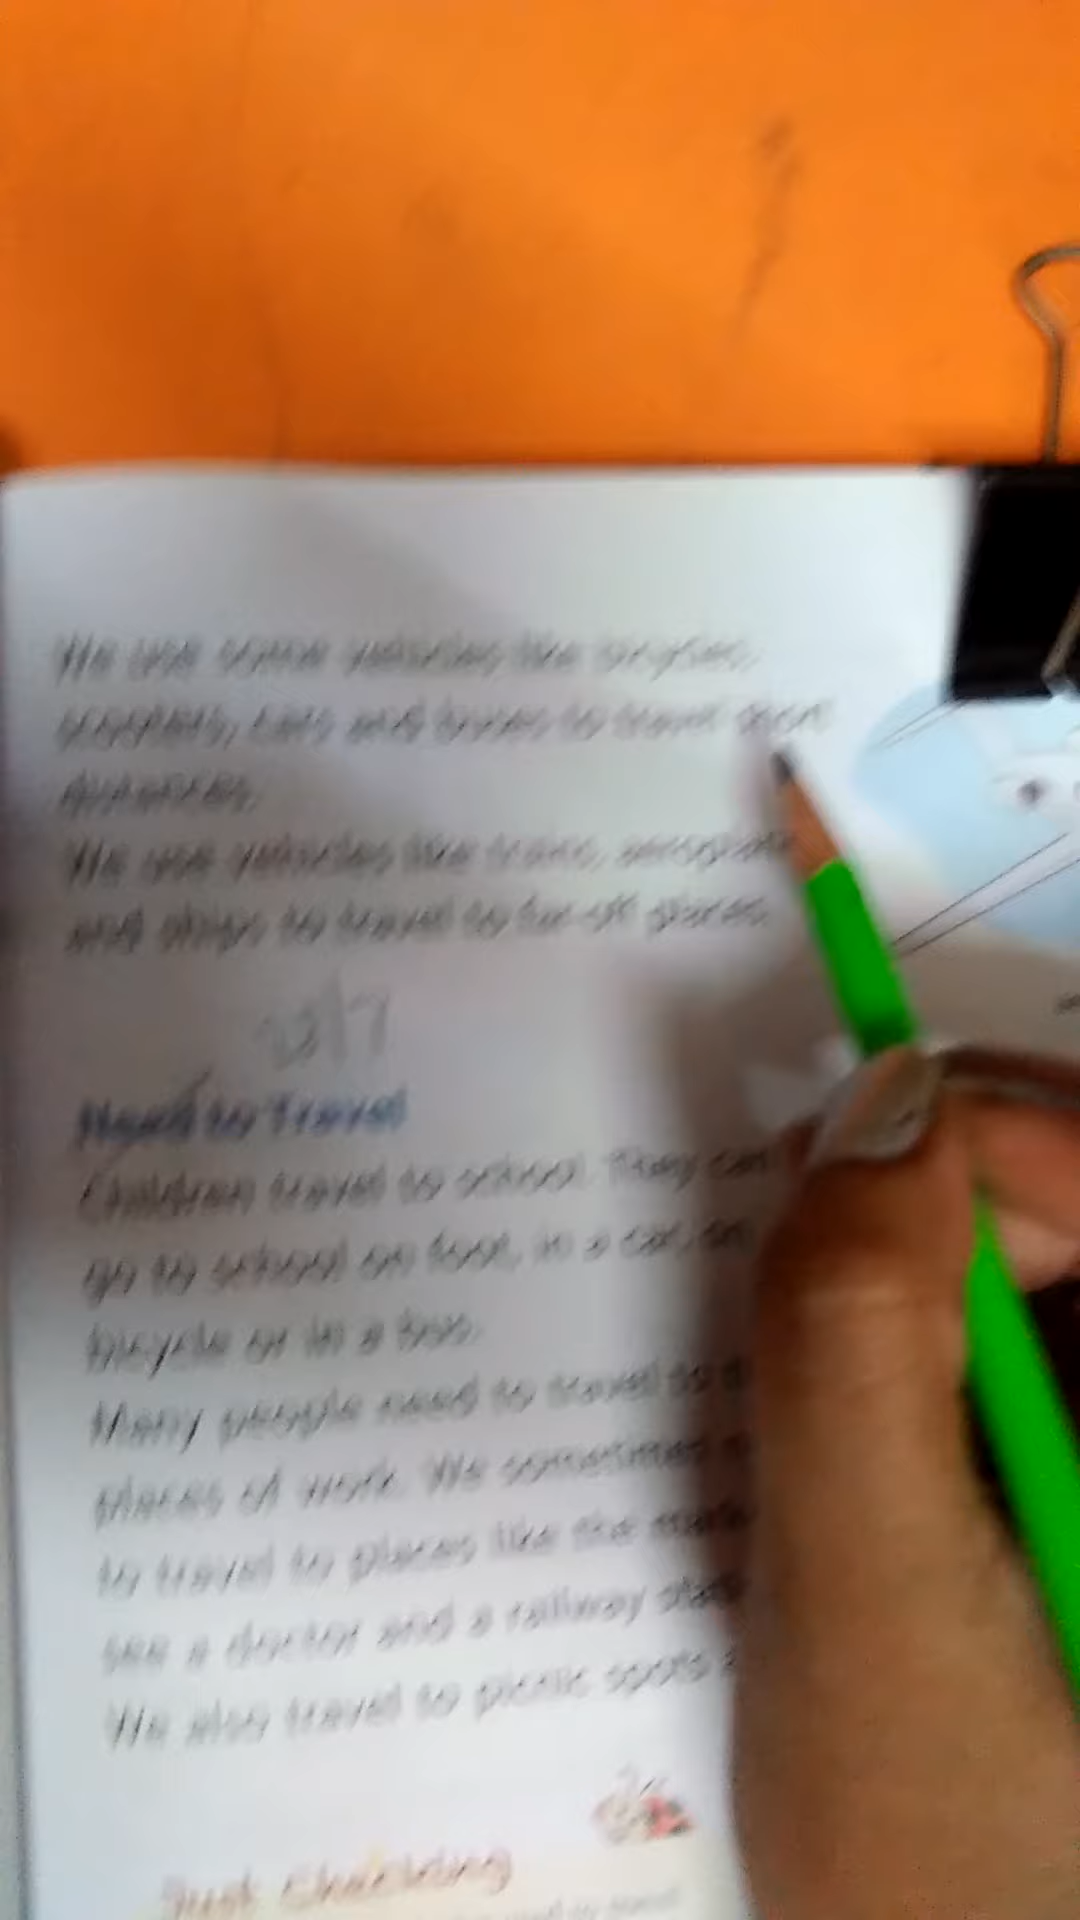 We use some vehicles like bicycles,
scooters, cars and buses to travel short
distances.
We use vehicles like trains,
and ships to travel to far-off places.
Need to Travel
Children travel to school. They can
go to school on foot, in a car, on
bicycle or in a bus.
Many people need to travel to
places of work. We sometimes
to travel to places like the
see a doctor and a railway
We also travel to picnic spots
Just Checking